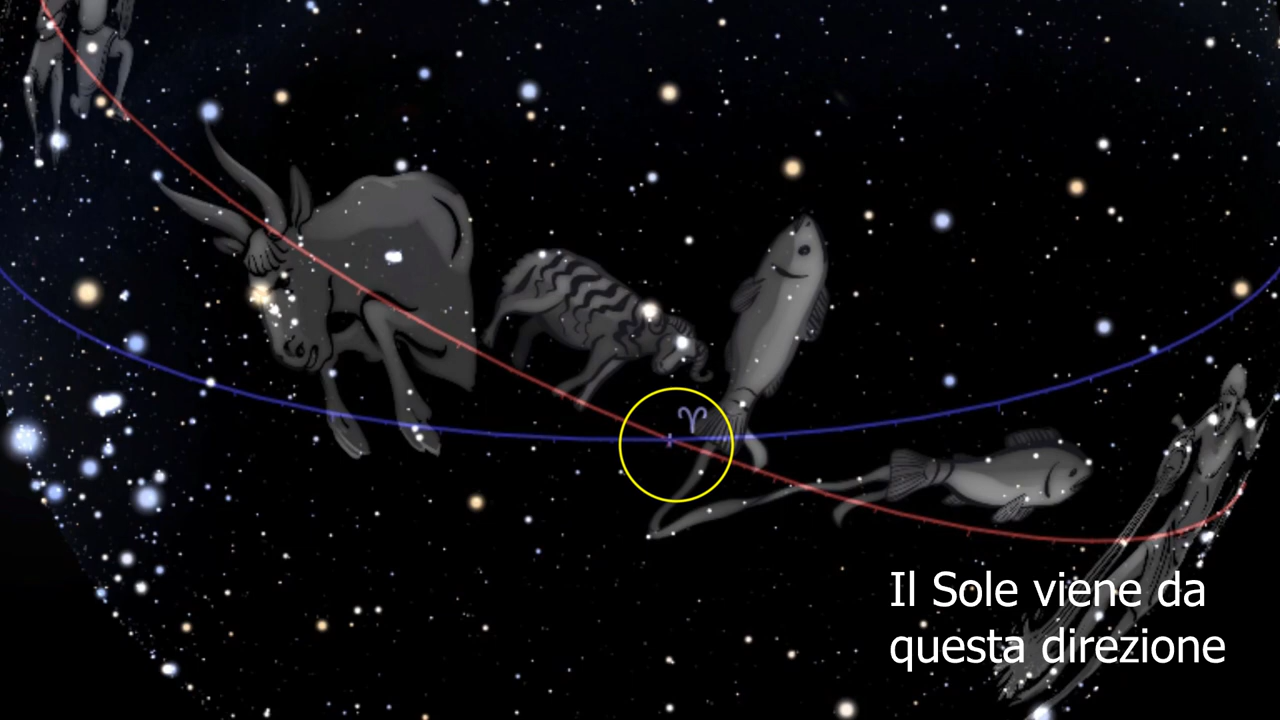 ♈
Il Sole viene da
questa direzione